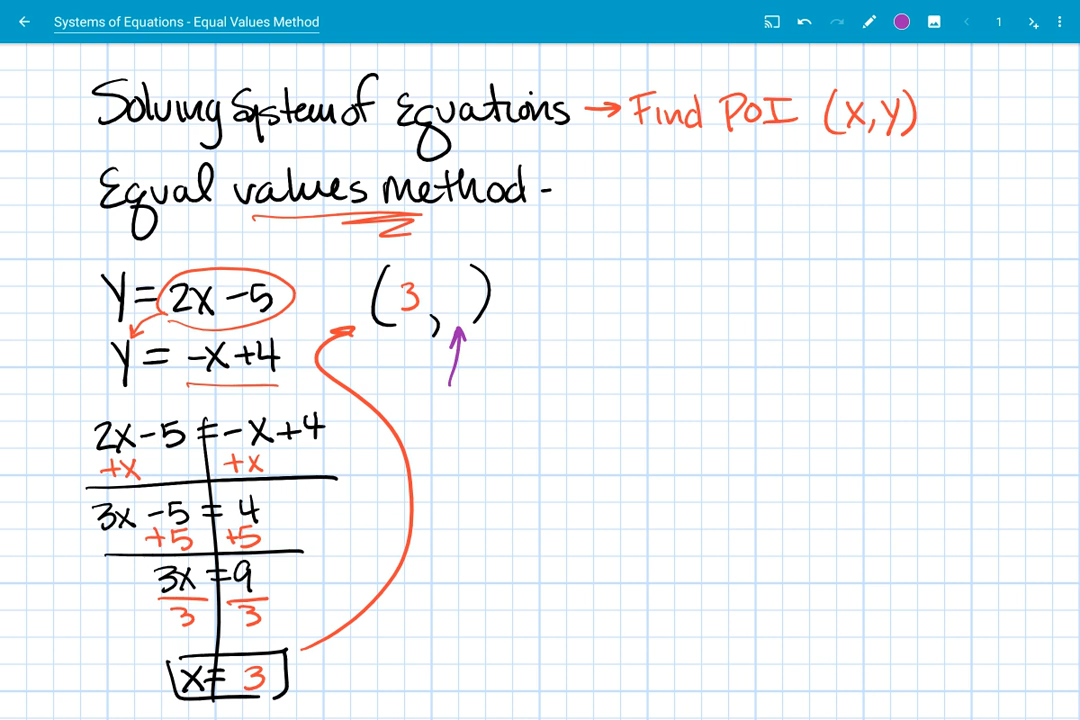 Systems of Equations - Equal Values Method
1
Solving System of Equations → Find POI (x,y)
Equal values Method -
Y = 2x - 5
(3, )
Y = -x + 4
2x - 5 = -x + 4
+x +x
3x - 5 = 4
+5 +5
3x = 9
3 3
x = 3